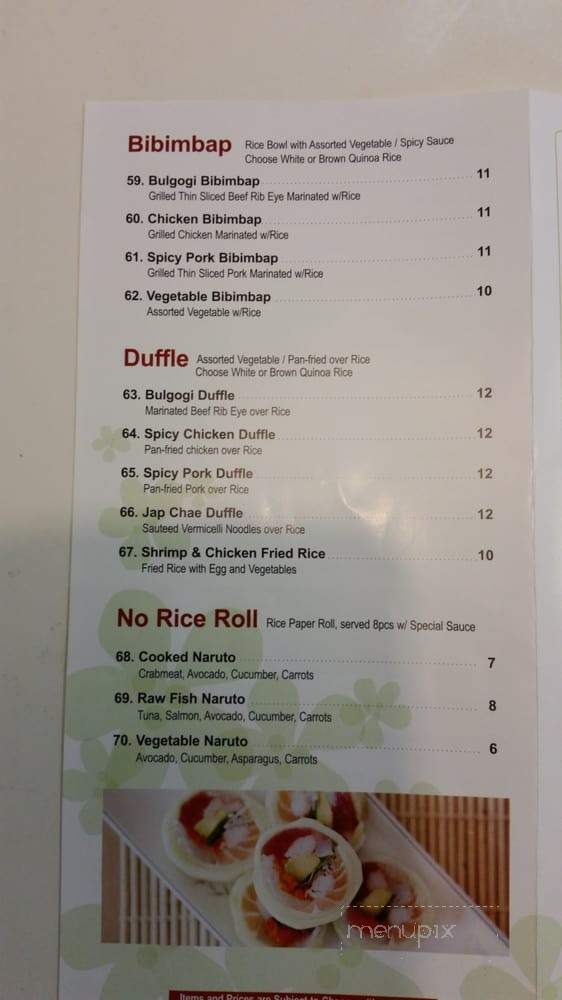 Bibimbap Rice Bowl with Assorted Vegetable / Spicy Sauce
Choose White or Brown Quinoa Rice
59. Bulgogi Bibimbap 11
Grilled Thin Sliced Beef Rib Eye Marinated w/Rice
60. Chicken Bibimbap 11
Grilled Chicken Marinated w/Rice
61. Spicy Pork Bibimbap 11
Grilled Thin Sliced Pork Marinated w/Rice
62. Vegetable Bibimbap 10
Assorted Vegetable w/Rice
Duffle Assorted Vegetable / Pan-fried over Rice
Choose White or Brown Quinoa Rice
63. Bulgogi Duffle 12
Marinated Beef Rib Eye over Rice
64. Spicy Chicken Duffle 12
Pan-fried chicken over Rice
65. Spicy Pork Duffle 12
Pan-fried Pork over Rice
66. Jap Chae Duffle 12
Sauteed Vermicelli Noodles over Rice
67. Shrimp & Chicken Fried Rice 10
Fried Rice with Egg and Vegetables
No Rice Roll Rice Paper Roll, served 8pcs w/ Special Sauce
68. Cooked Naruto 7
Crabmeat, Avocado, Cucumber, Carrots
69. Raw Fish Naruto 8
Tuna, Salmon, Avocado, Cucumber, Carrots
70. Vegetable Naruto 6
Avocado, Cucumber, Asparagus, Carrots
menupix
Items and Prices are Subject to